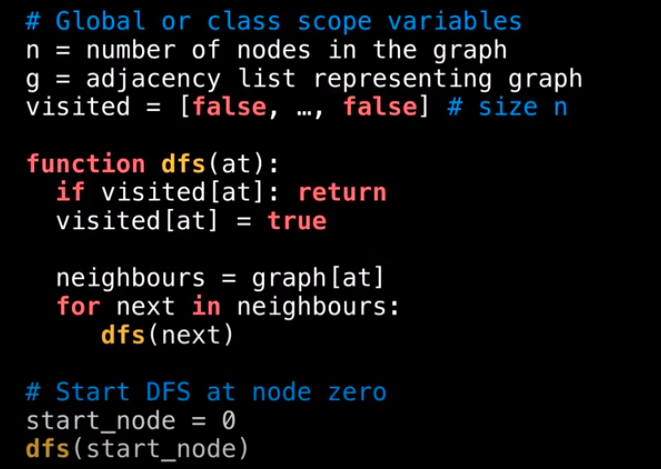 # Global or class scope variables
n = number of nodes in the graph
g = adjacency list representing graph
visited = [false, …, false] # size n
function dfs(at):
if visited[at]: return
visited[at] = true
neighbours = graph[at]
for next in neighbours:
dfs(next)
# Start DFS at node zero
start_node = 0
dfs(start_node)